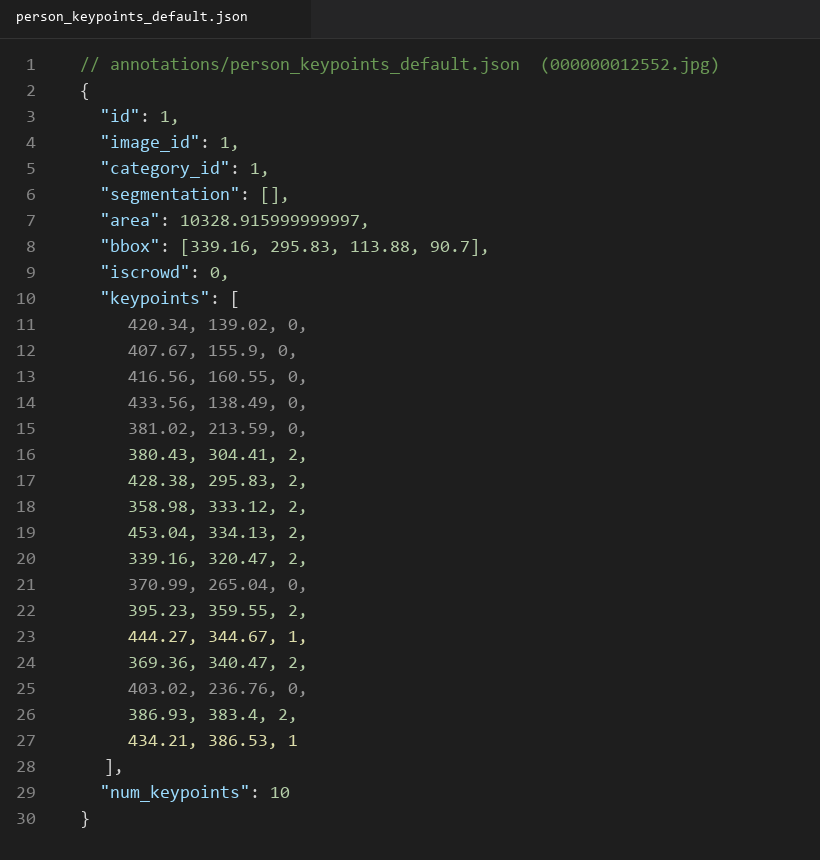 person_keypoints_default.json
1 // annotations/person_keypoints_default.json  (000000012552.jpg)
2 {
3 "id": 1,
4 "image_id": 1,
5 "category_id": 1,
6 "segmentation": [],
7 "area": 10328.915999999997,
8 "bbox": [339.16, 295.83, 113.88, 90.7],
9 "iscrowd": 0,
10 "keypoints": [
11 420.34, 139.02, 0,
12 407.67, 155.9, 0,
13 416.56, 160.55, 0,
14 433.56, 138.49, 0,
15 381.02, 213.59, 0,
16 380.43, 304.41, 2,
17 428.38, 295.83, 2,
18 358.98, 333.12, 2,
19 453.04, 334.13, 2,
20 339.16, 320.47, 2,
21 370.99, 265.04, 0,
22 395.23, 359.55, 2,
23 444.27, 344.67, 1,
24 369.36, 340.47, 2,
25 403.02, 236.76, 0,
26 386.93, 383.4, 2,
27 434.21, 386.53, 1
28 ],
29 "num_keypoints": 10
30 }